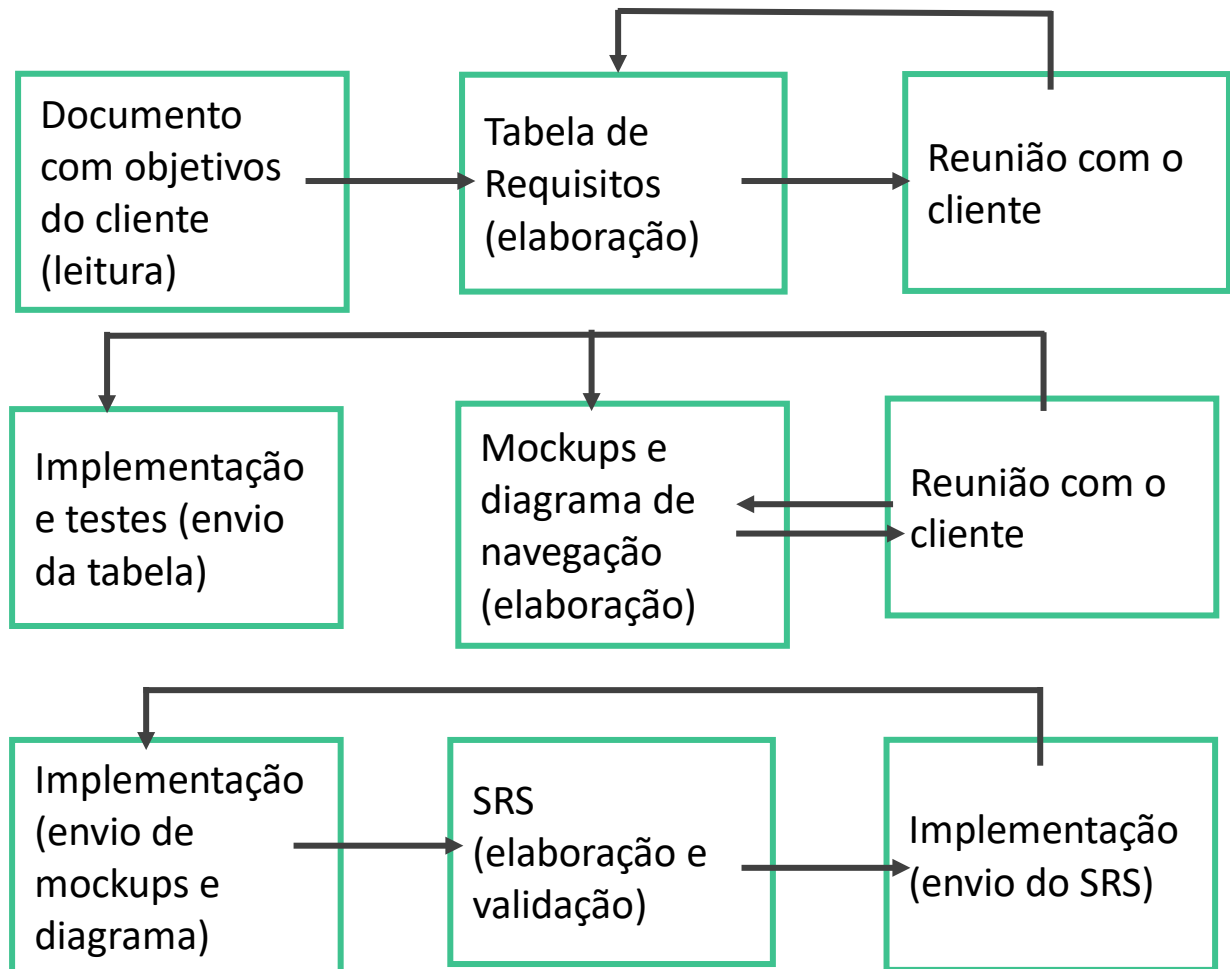 Documento
com objetivos
do cliente
(leitura)
Tabela de
Requisitos
(elaboração)
Reunião com o
cliente
Implementação
e testes (envio
da tabela)
Mockups e
diagrama de
navegação
(elaboração)
Reunião com o
cliente
Implementação
(envio de
mockups e
diagrama)
SRS
(elaboração e
validação)
Implementação
(envio do SRS)